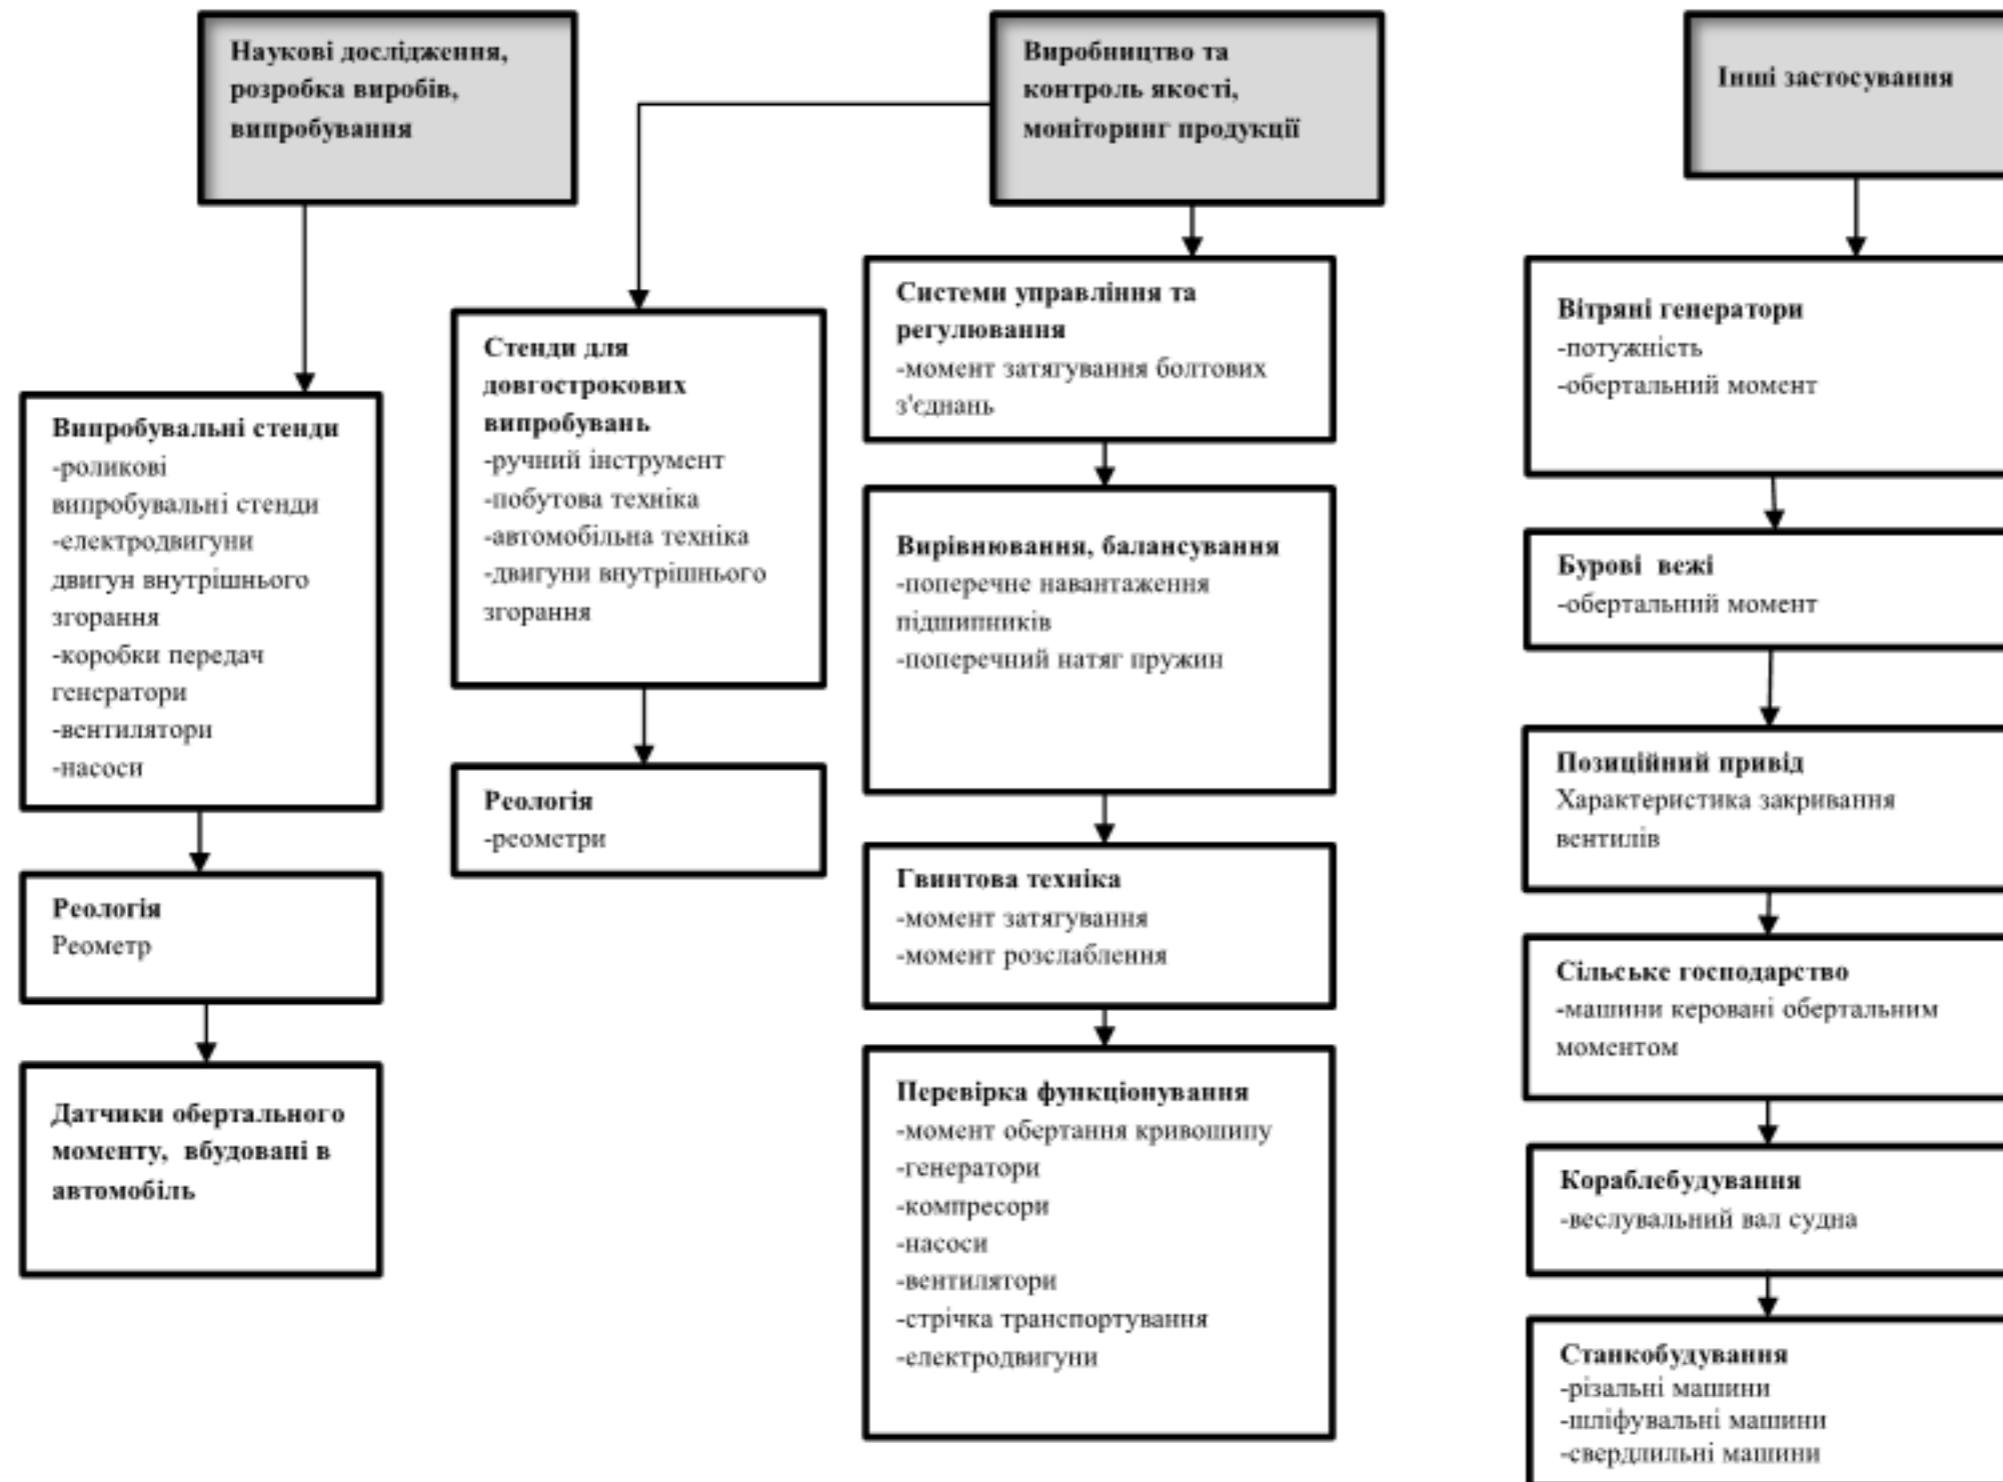 Наукові дослідження,
розробка виробів,
випробування
Випробувальні стенди
-роликові
випробувальні стенди
-електродвигуни
двигун внутрішнього
згорання
-коробки передач
генератори
-вентилятори
-насоси
Реологія
Реометр
Датчики обертального
моменту, вбудовані в
автомобіль
Виробництво та
контроль якості,
моніторинг продукції
Стенди для
довгострокових
випробувань
-ручний інструмент
-побутова техніка
-автомобільна техніка
-двигуни внутрішнього
згорання
Реологія
-реометри
Системи управління та
регулювання
-момент затягування болтових
з'єднань
Вирівнювання, балансування
-поперечне навантаження
підшипників
-поперечний натяг пружин
Гвинтова техніка
-момент затягування
-момент розслаблення
Перевірка функціонування
-момент обертання кривошипу
-генератори
-компресори
-насоси
-вентилятори
-стрічка транспортування
-електродвигуни
Інші застосування
Вітряні генератори
-потужність
-обертальний момент
Бурові вежі
-обертальний момент
Позиційний привід
Характеристика закривання
вентилів
Сільське господарство
-машини керовані обертальним
моментом
Кораблебудування
-веслувальний вал судна
Станкобудування
-різальні машини
-шліфувальні машини
-свердлильні машини